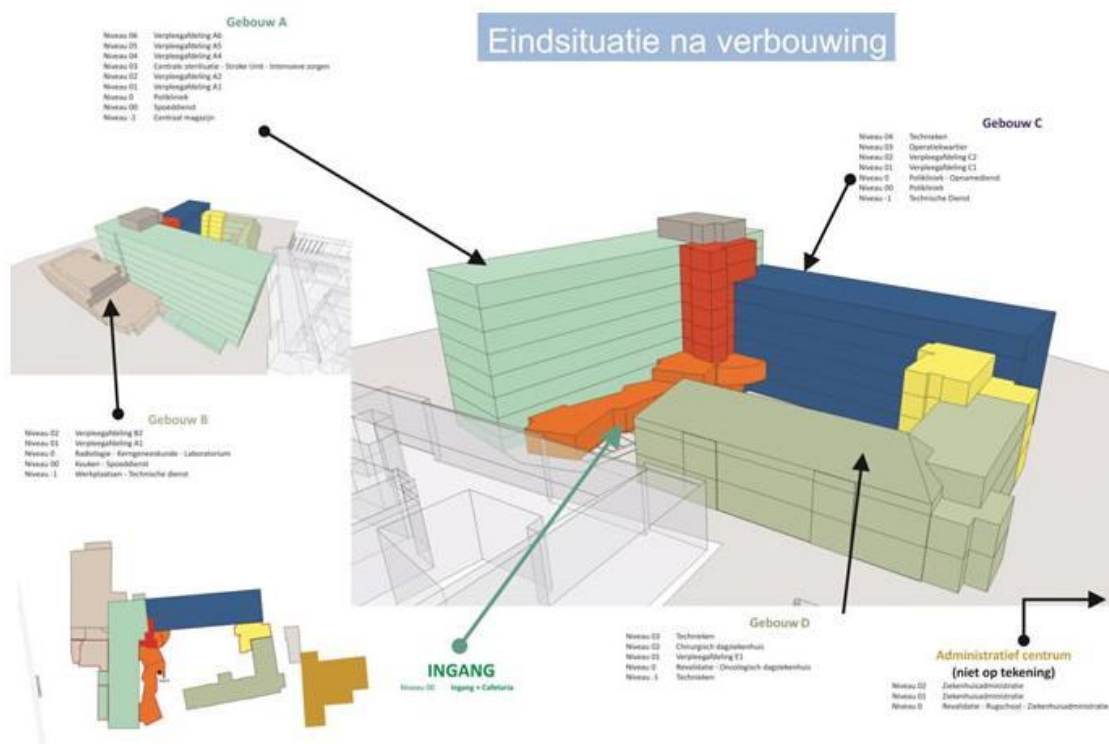 Eindsituatie na verbouwing
Gebouw A
Niveau 06 Verpleegafdeling A6
Niveau 05 Verpleegafdeling A5
Niveau 04 Verpleegafdeling A4
Niveau 03 Centrale sterilisatie - Stroke Unit - Intensieve zorgen
Niveau 02 Verpleegafdeling A2
Niveau 01 Verpleegafdeling A1
Niveau 0 Polikliniek
Niveau 00 Spoeddienst
Niveau -1 Centraal magazijn
Gebouw C
Niveau 04 Technieken
Niveau 03 Operatiekwartier
Niveau 02 Verpleegafdeling C2
Niveau 01 Verpleegafdeling C1
Niveau 0 Polikliniek - Opnamedienst
Niveau 00 Polikliniek
Niveau -1 Technische Dienst
Gebouw B
Niveau 02 Verpleegafdeling B2
Niveau 01 Verpleegafdeling A1
Niveau 0 Radiologie - Kerngeneeskunde - Laboratorium
Niveau 00 Keuken - Spoeddienst
Niveau -1 Werkplaatsen - Technische dienst
INGANG
Niveau 00 Ingang + Cafetaria
Gebouw D
Niveau 03 Technieken
Niveau 02 Chirurgisch dagziekenhuis
Niveau 01 Verpleegafdeling E1
Niveau 0 Revalidatie - Oncologisch dagziekenhuis
Niveau -1 Technieken
Administratief centrum
(niet op tekening)
Niveau 02 Ziekenhuisadministratie
Niveau 01 Ziekenhuisadministratie
Niveau 0 Revalidatie - Rugschool - Ziekenhuisadministratie